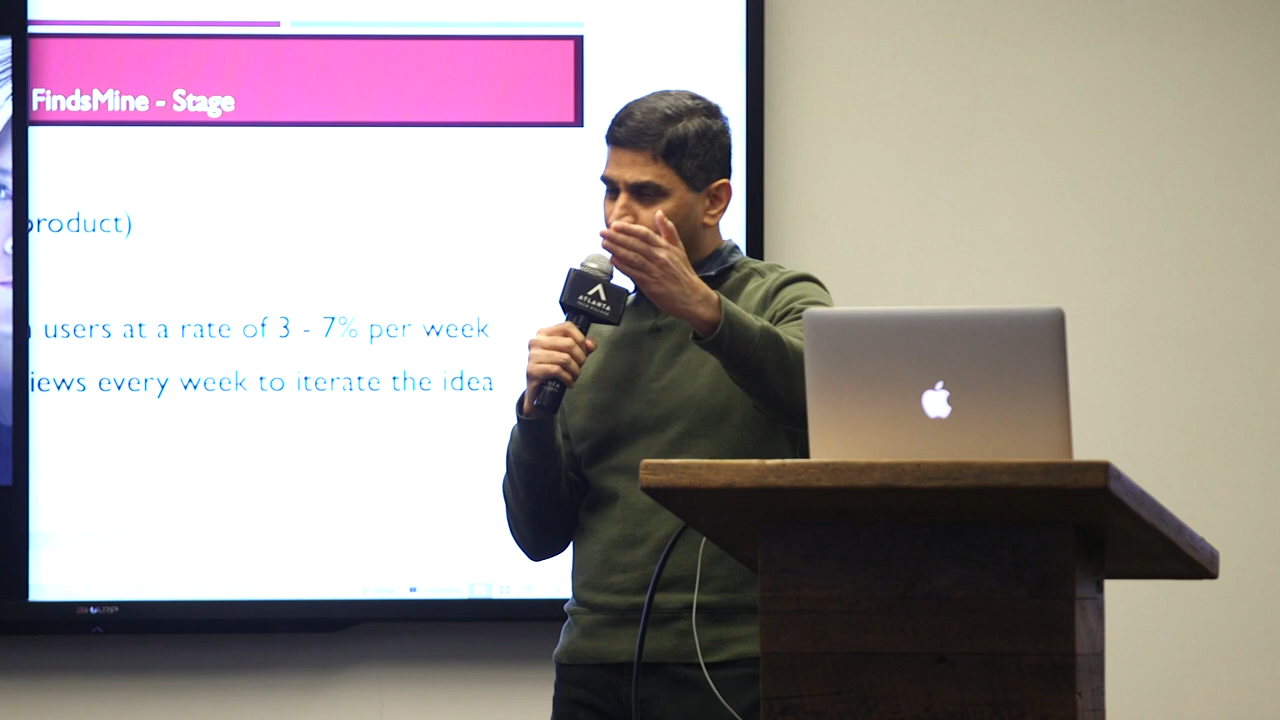 FindsMine - Stage
product)
users at a rate of 3 - 7% per week
iews every week to iterate the idea
ATLANTA
SHARP